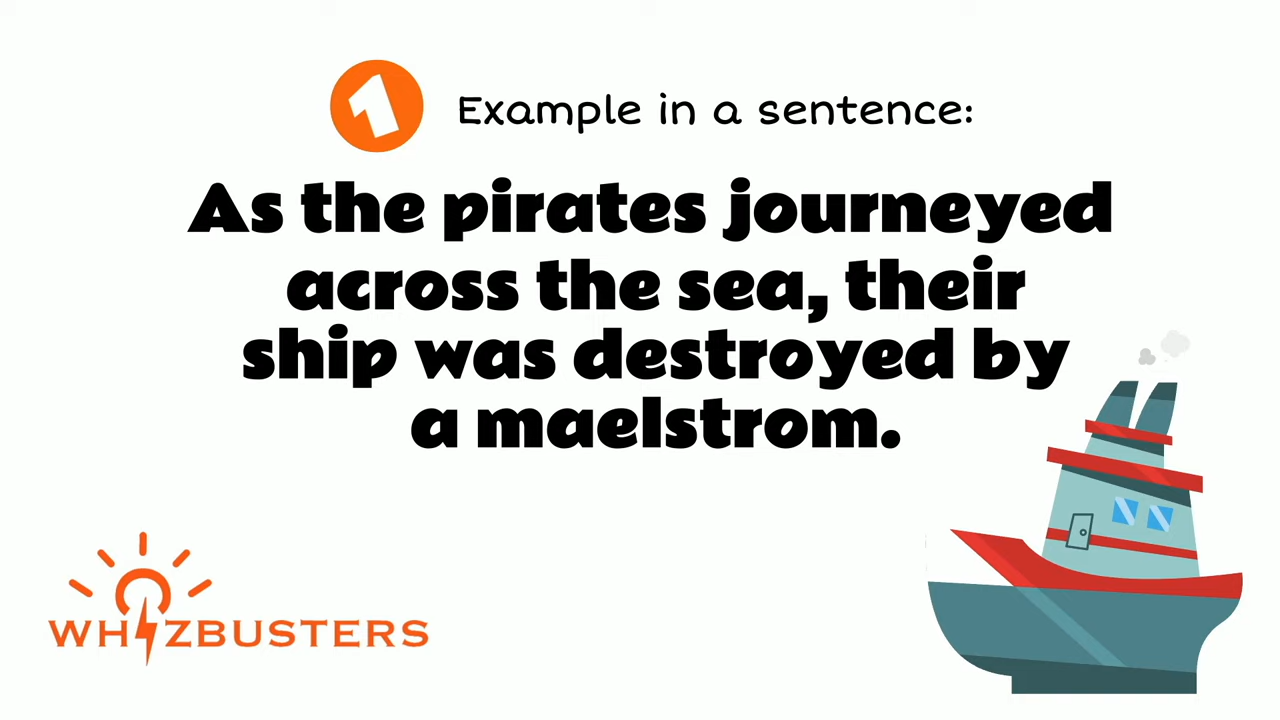 1 Example in a sentence:
As the pirates journeyed
across the sea, their
ship was destroyed by
a maelstrom.
WHIZBUSTERS